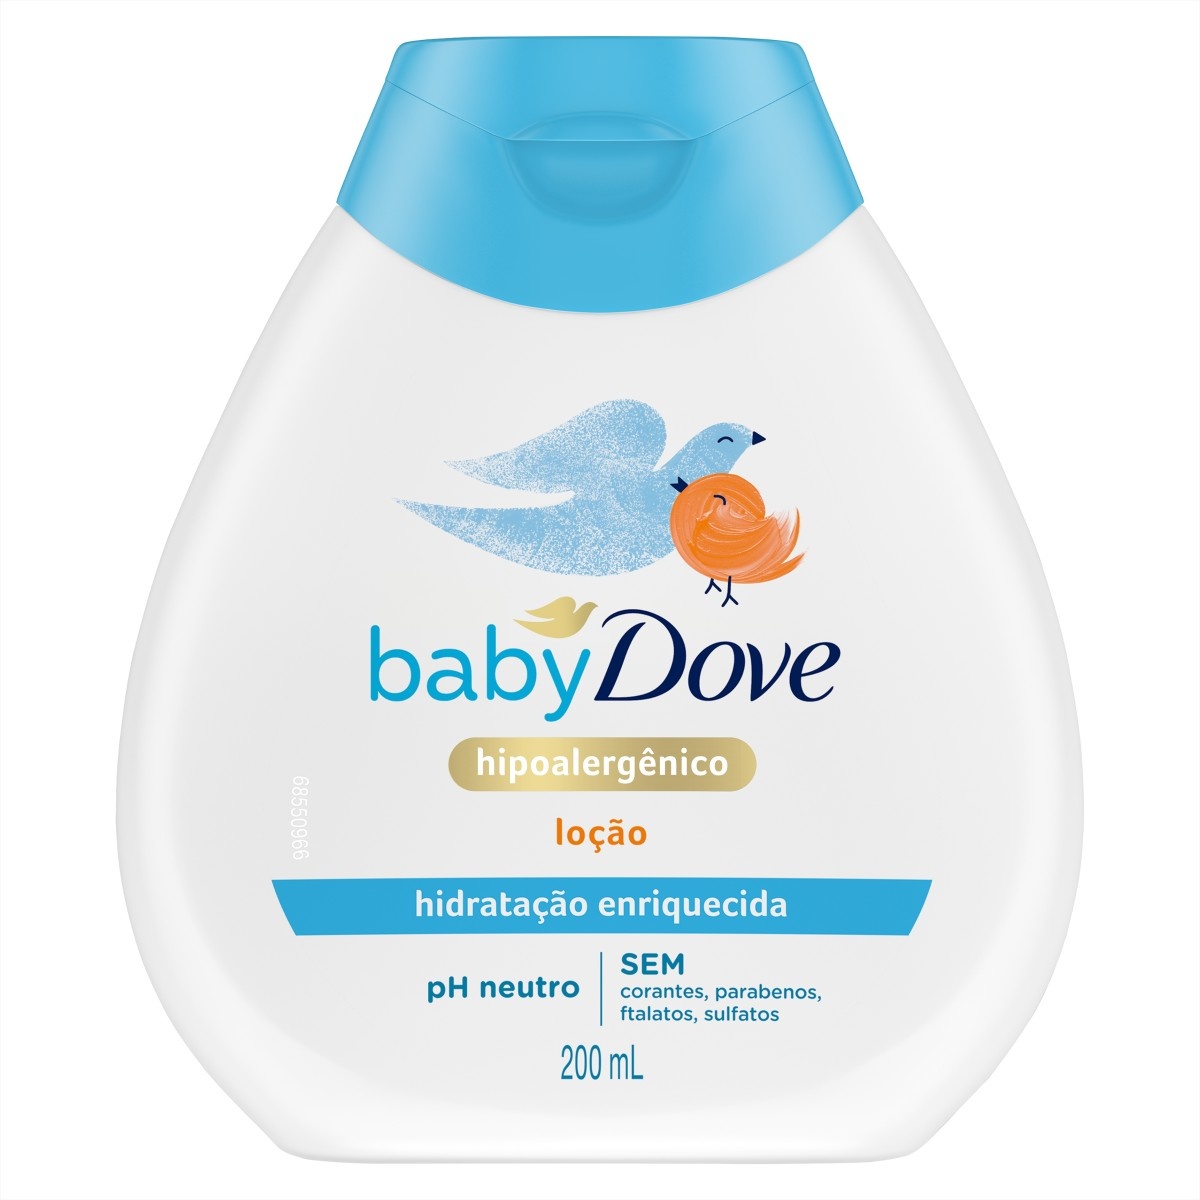 baby Dove
hipoalergênico
loção
hidratação enriquecida
pH neutro
SEM
corantes, parabenos,
ftalatos, sulfatos
200 mL
68550966